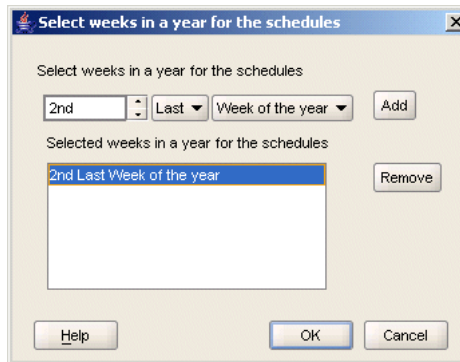 Select weeks in a year for the schedules
Select weeks in a year for the schedules
2nd Last Week of the year Add
Selected weeks in a year for the schedules
2nd Last Week of the year
Remove
Help OK Cancel